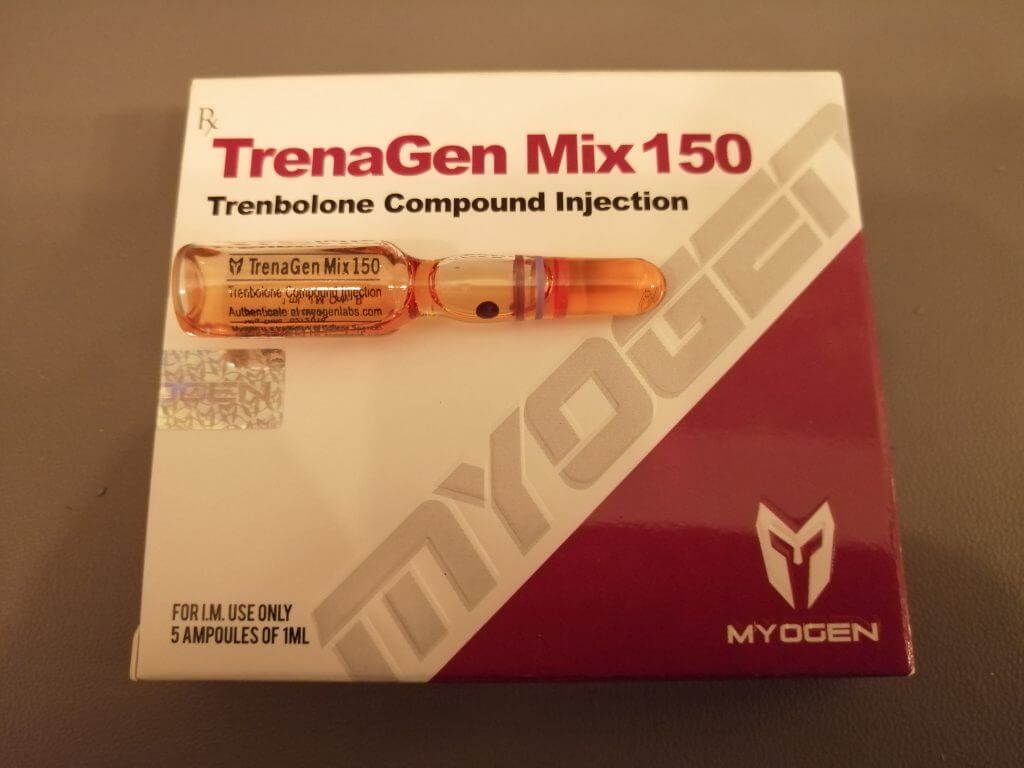 Rx
TrenaGen Mix 150
Trenbolone Compound Injection
TrenaGen Mix 150
Trenbolone Compound Injection
Authenticate at myogenlabs.com
OGEN
MYOGEN
FOR I.M. USE ONLY
5 AMPOULES OF 1ML
MYOGEN